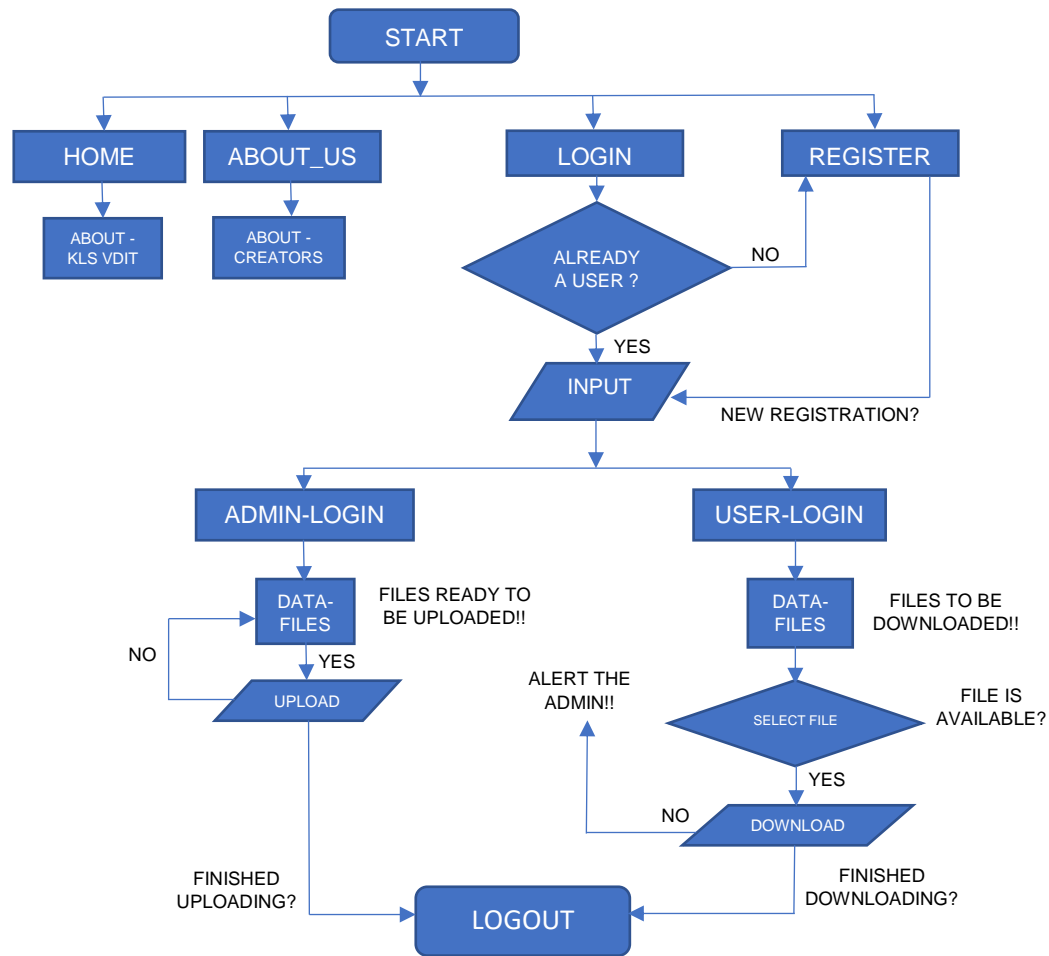 START
HOME
ABOUT_US
LOGIN
REGISTER
ABOUT -
KLS VDIT
ABOUT -
CREATORS
ALREADY
A USER ?
NO
YES
INPUT
NEW REGISTRATION?
ADMIN-LOGIN
USER-LOGIN
DATA-
FILES
FILES READY TO
BE UPLOADED!!
DATA-
FILES
FILES TO BE
DOWNLOADED!!
NO
YES
UPLOAD
ALERT THE
ADMIN!!
SELECT FILE
FILE IS
AVAILABLE?
YES
NO
DOWNLOAD
FINISHED
UPLOADING?
FINISHED
DOWNLOADING?
LOGOUT